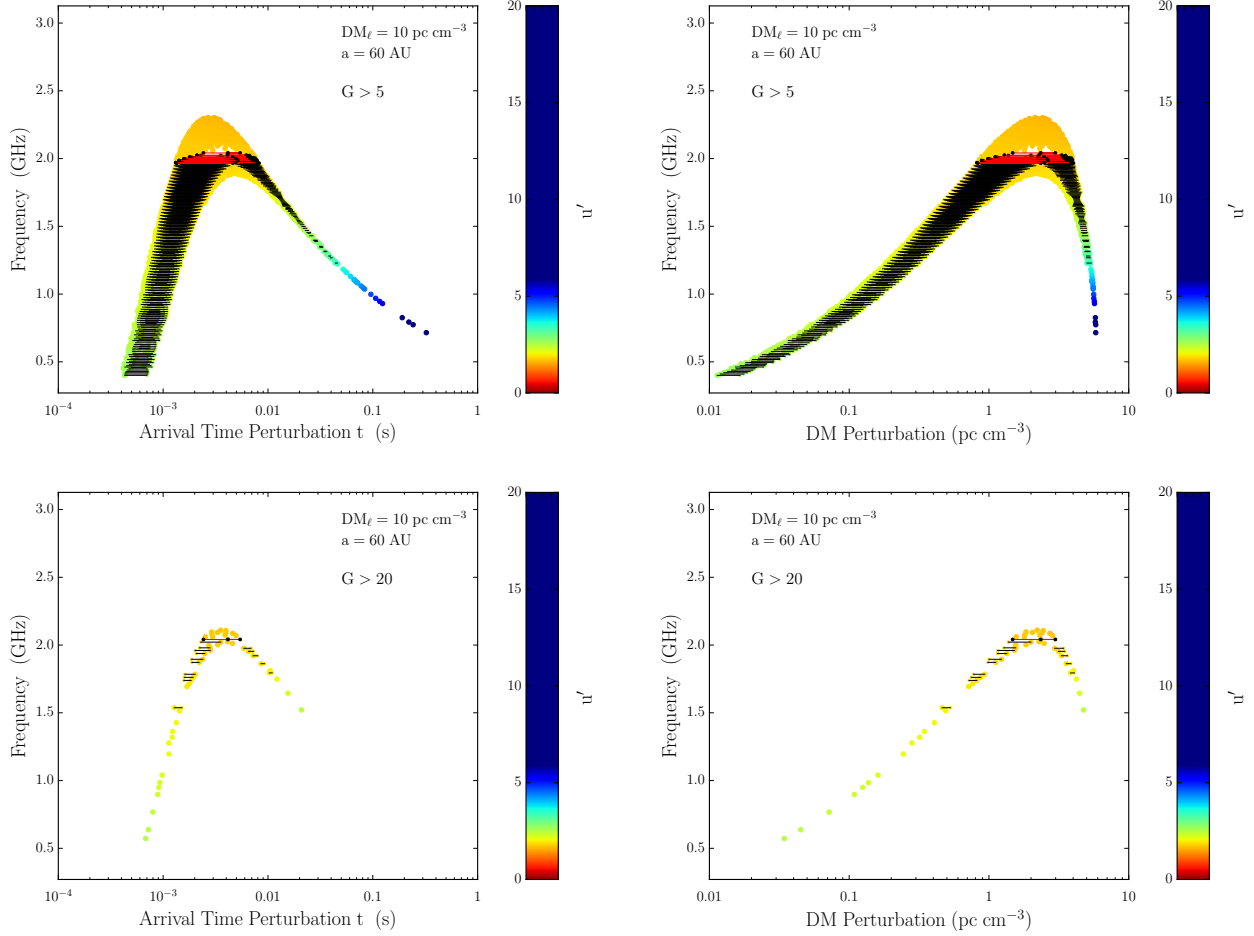 3.0
2.5
2.0
1.5
1.0
0.5
Frequency (GHz)
DMℓ = 10 pc cm⁻³
a = 60 AU
G > 5
10⁻⁴
10⁻³
0.01
0.1
1
Arrival Time Perturbation t (s)
20
15
10
5
0
u′
3.0
2.5
2.0
1.5
1.0
0.5
Frequency (GHz)
DMℓ = 10 pc cm⁻³
a = 60 AU
G > 5
0.01
0.1
1
10
DM Perturbation (pc cm⁻³)
20
15
10
5
0
u′
3.0
2.5
2.0
1.5
1.0
0.5
Frequency (GHz)
DMℓ = 10 pc cm⁻³
a = 60 AU
G > 20
10⁻⁴
10⁻³
0.01
0.1
1
Arrival Time Perturbation t (s)
20
15
10
5
0
u′
3.0
2.5
2.0
1.5
1.0
0.5
Frequency (GHz)
DMℓ = 10 pc cm⁻³
a = 60 AU
G > 20
0.01
0.1
1
10
DM Perturbation (pc cm⁻³)
20
15
10
5
0
u′